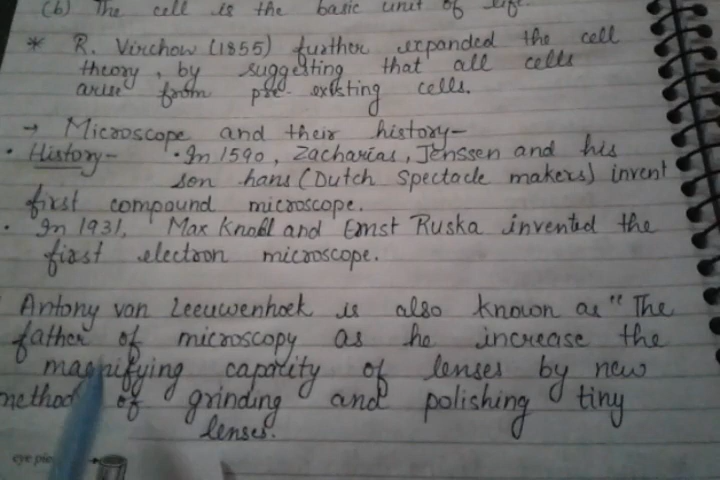 (b) The cell is the basic unit of life.
* R. Virchow (1855) further expanded the cell
theory, by suggesting that all cells
arise from pre-existing cells.
→ Microscope and their history-
• History- • In 1590, Zacharias, Jenssen and his
son hans (Dutch Spectacle makers) invent
first compound microscope.
• In 1931, Max Knoll and Ernst Ruska invented the
first electron microscope.
Antony van Leeuwenhoek is also known as "The
father of microscopy as he increase the
magnifying capacity of lenses by new
method of grinding and polishing tiny
lenses.
eye pie